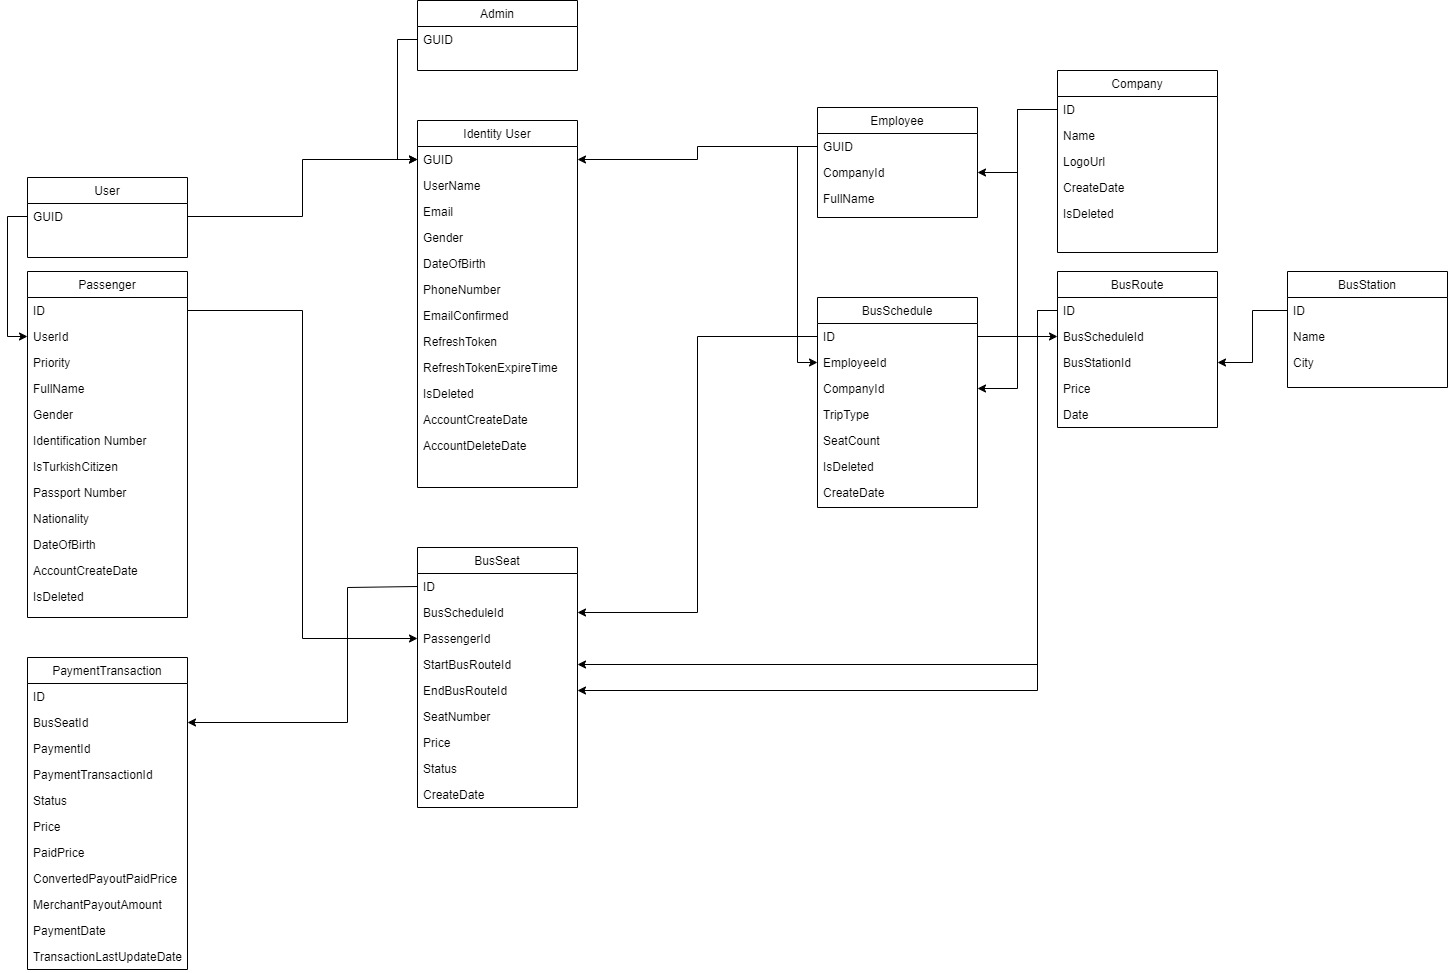 Admin
GUID
Identity User
GUID
UserName
Email
Gender
DateOfBirth
PhoneNumber
EmailConfirmed
RefreshToken
RefreshTokenExpireTime
IsDeleted
AccountCreateDate
AccountDeleteDate
Employee
GUID
CompanyId
FullName
Company
ID
Name
LogoUrl
CreateDate
IsDeleted
User
GUID
Passenger
ID
UserId
Priority
FullName
Gender
Identification Number
IsTurkishCitizen
Passport Number
Nationality
DateOfBirth
AccountCreateDate
IsDeleted
BusSchedule
ID
EmployeeId
CompanyId
TripType
SeatCount
IsDeleted
CreateDate
BusRoute
ID
BusScheduleId
BusStationId
Price
Date
BusStation
ID
Name
City
BusSeat
ID
BusScheduleId
PassengerId
StartBusRouteId
EndBusRouteId
SeatNumber
Price
Status
CreateDate
PaymentTransaction
ID
BusSeatId
PaymentId
PaymentTransactionId
Status
Price
PaidPrice
ConvertedPayoutPaidPrice
MerchantPayoutAmount
PaymentDate
TransactionLastUpdateDate